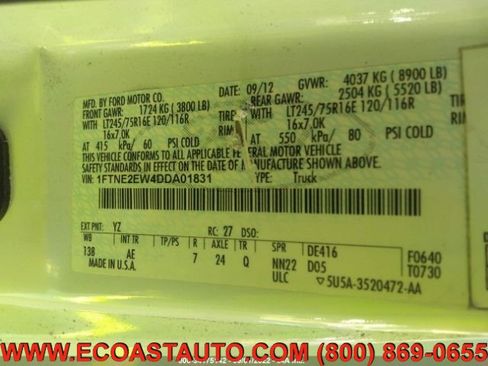 MFD. BY FORD MOTOR CO.
DATE: 09/12 GVWR: 4037 KG ( 8900 LB)
FRONT GAWR: 1724 KG ( 3800 LB)
REAR GAWR: 2504 KG ( 5520 LB)
WITH LT245/75R16E 120/116R TIRE
WITH LT245/75R16E 120/116R TIRE
16x7.0K RIM
16x7.0K RIM
AT 415 kPa/ 60 PSI COLD
AT 550 kPa/ 80 PSI COLD
THIS VEHICLE CONFORMS TO ALL APPLICABLE FEDERAL MOTOR VEHICLE
SAFETY STANDARDS IN EFFECT ON THE DATE OF MANUFACTURE SHOWN ABOVE.
VIN: 1FTNE2EW4DDA01831 TYPE: Truck
EXT PNT: YZ RC: 27 DSO:
WB INT TR TP/PS R AXLE TR SPR DE416 F0640
138 AE 7 24 Q NN22 D05 T0730
MADE IN U.S.A. ULC 5U5A-3520472-AA
WWW.ECOASTAUTO.COM (800) 869-0655